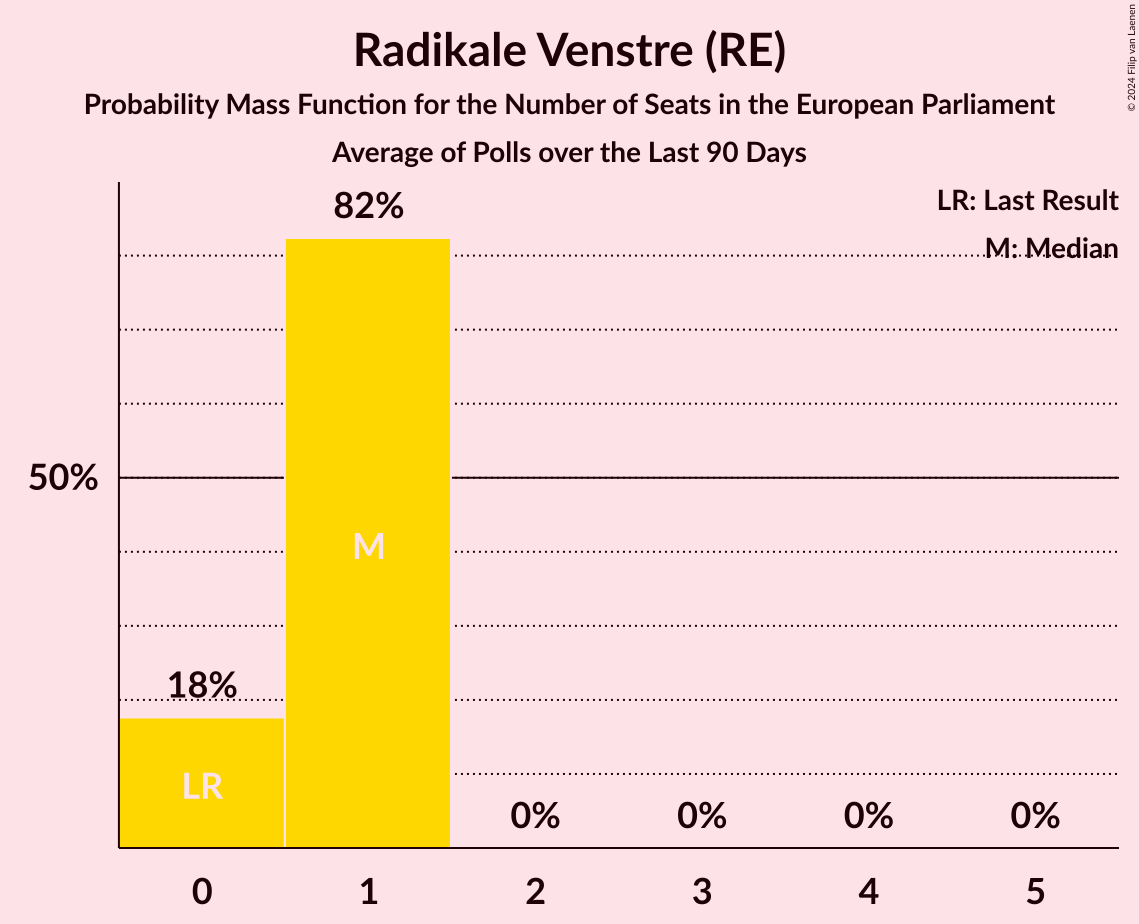 Radikale Venstre (RE)
Probability Mass Function for the Number of Seats in the European Parliament
Average of Polls over the Last 90 Days
© 2024 Filip van Laenen
LR: Last Result
M: Median
82%
50%
M
18%
LR
0% 0% 0% 0%
0 1 2 3 4 5